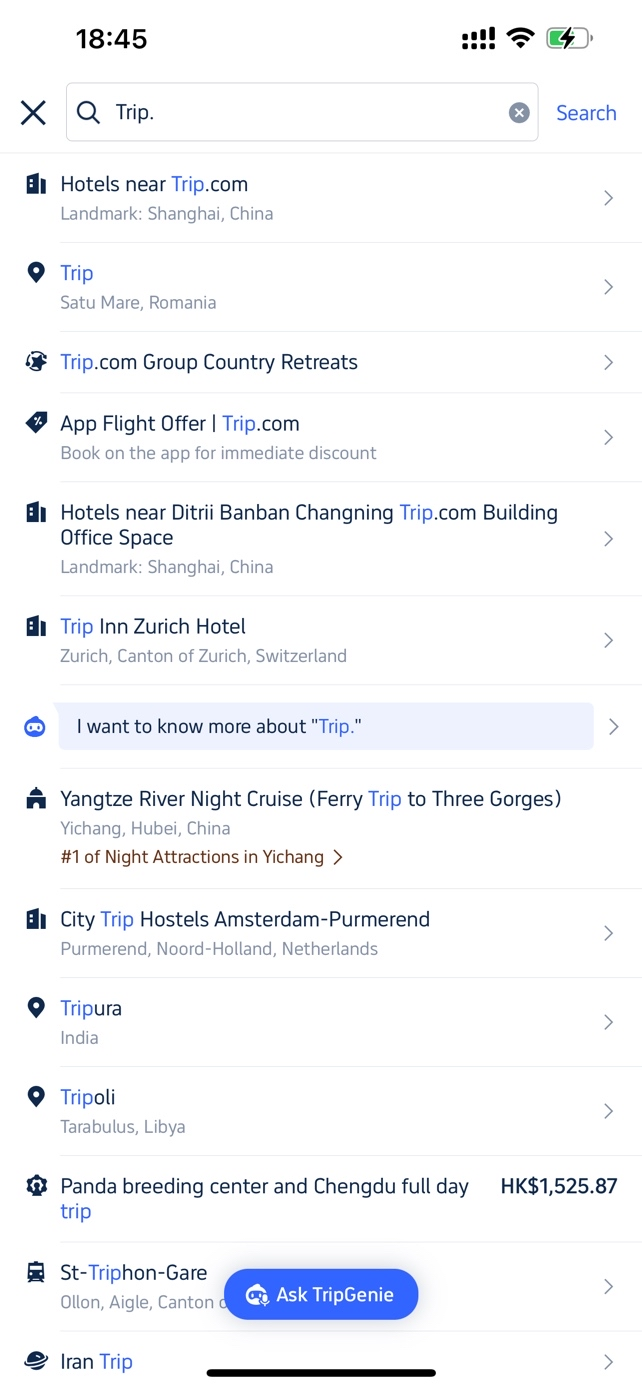 18:45
Trip.
Search
Hotels near Trip.com
Landmark: Shanghai, China
Trip
Satu Mare, Romania
Trip.com Group Country Retreats
App Flight Offer | Trip.com
Book on the app for immediate discount
Hotels near Ditrii Banban Changning Trip.com Building
Office Space
Landmark: Shanghai, China
Trip Inn Zurich Hotel
Zurich, Canton of Zurich, Switzerland
I want to know more about "Trip."
Yangtze River Night Cruise (Ferry Trip to Three Gorges)
Yichang, Hubei, China
#1 of Night Attractions in Yichang
City Trip Hostels Amsterdam-Purmerend
Purmerend, Noord-Holland, Netherlands
Tripura
India
Tripoli
Tarabulus, Libya
Panda breeding center and Chengdu full day HK$1,525.87
trip
St-Triphon-Gare
Ollon, Aigle, Canton
Ask TripGenie
Iran Trip